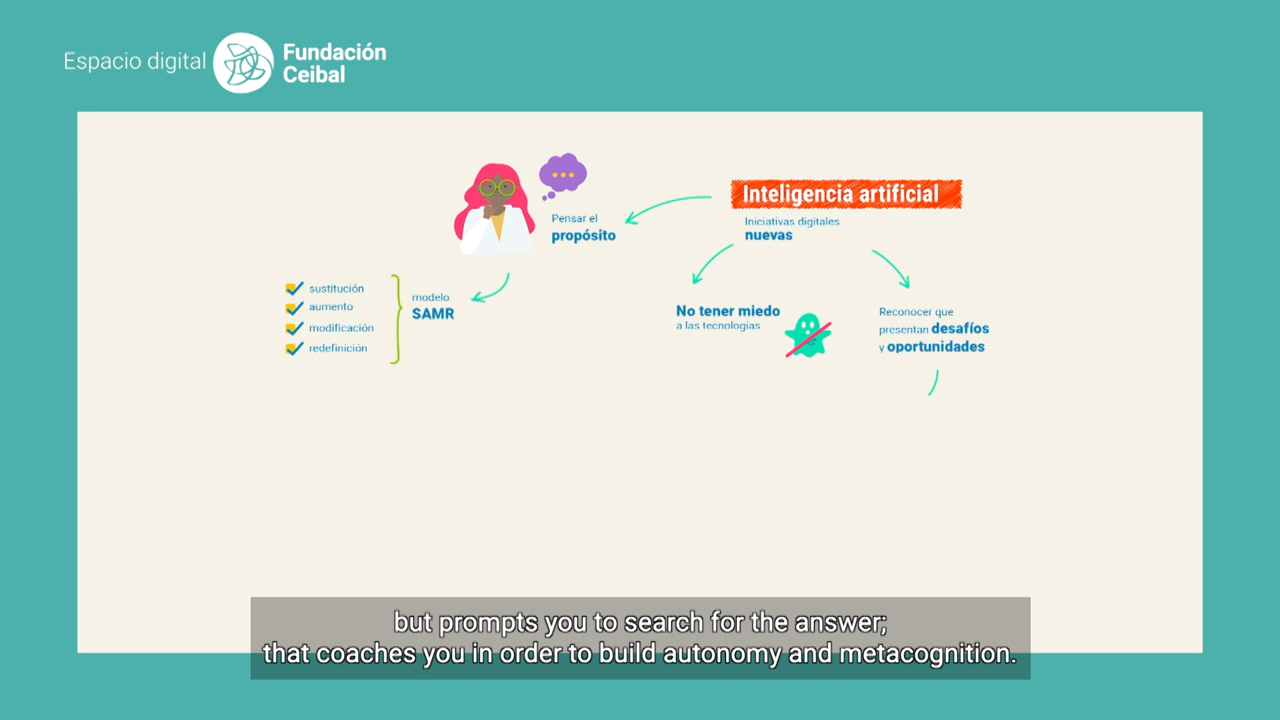 Espacio digital
Fundación
Ceibal
Inteligencia artificial
Iniciativas digitales
nuevas
Pensar el
propósito
modelo
SAMR
sustitución
aumento
modificación
redefinición
No tener miedo
a las tecnologías
Reconocer que
presentan desafíos
y oportunidades
but prompts you to search for the answer;
that coaches you in order to build autonomy and metacognition.